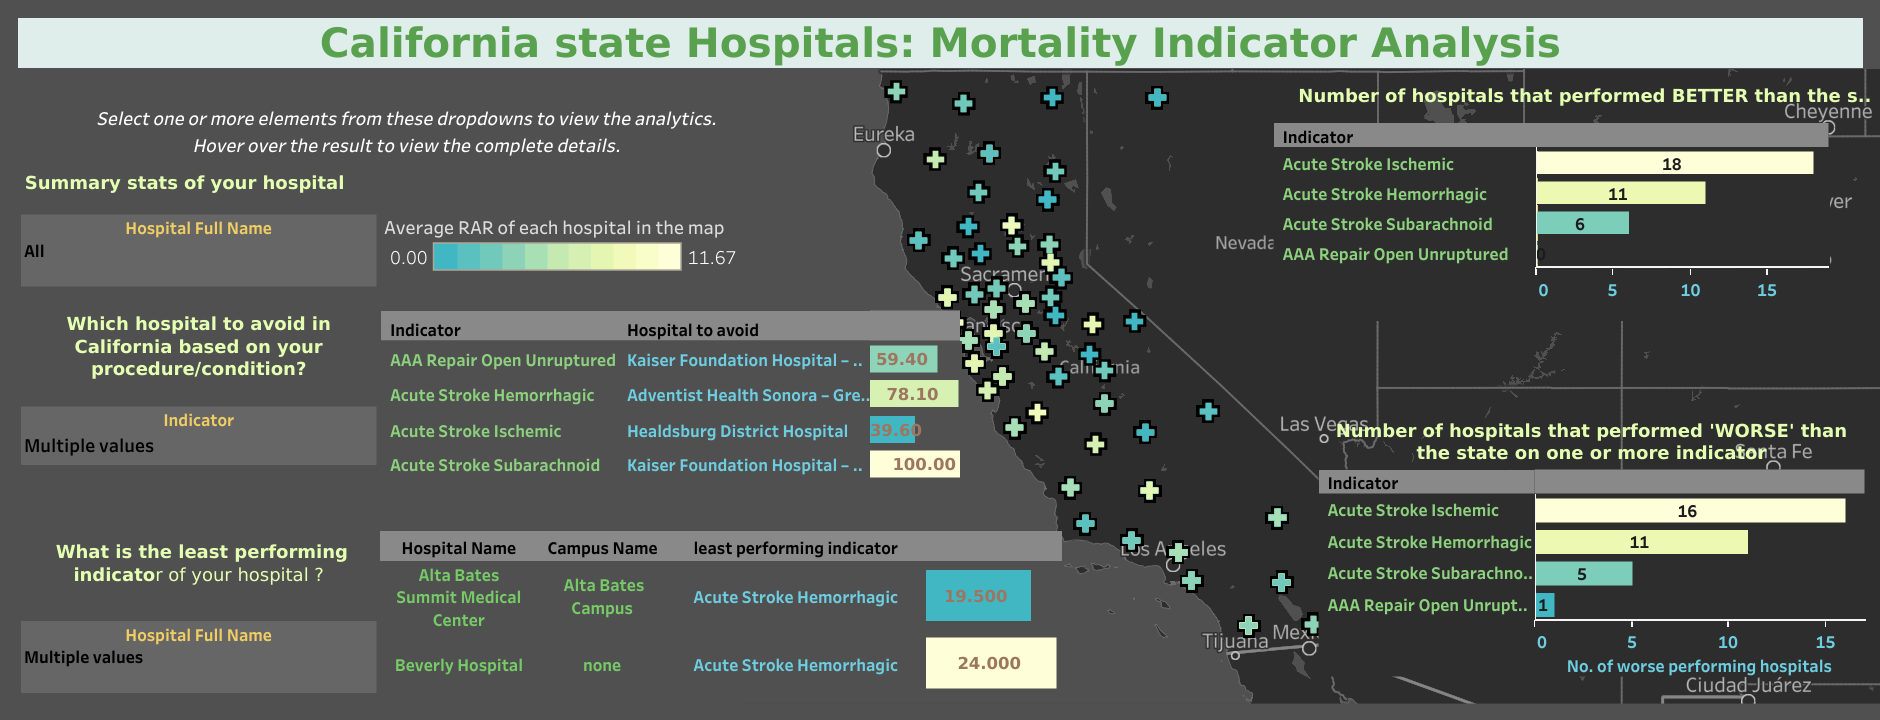 California state Hospitals: Mortality Indicator Analysis
Select one or more elements from these dropdowns to view the analytics.
Hover over the result to view the complete details.
Summary stats of your hospital
Hospital Full Name
All
Average RAR of each hospital in the map
0.00 11.67
Which hospital to avoid in
California based on your
procedure/condition?
Indicator
Multiple values
Indicator Hospital to avoid
AAA Repair Open Unruptured Kaiser Foundation Hospital – .. 59.40
Acute Stroke Hemorrhagic Adventist Health Sonora – Gre.. 78.10
Acute Stroke Ischemic Healdsburg District Hospital 39.60
Acute Stroke Subarachnoid Kaiser Foundation Hospital – .. 100.00
What is the least performing
indicator of your hospital ?
Hospital Full Name
Multiple values
Hospital Name Campus Name least performing indicator
Alta Bates
Summit Medical
Center
Alta Bates
Campus
Acute Stroke Hemorrhagic 19.500
Beverly Hospital none Acute Stroke Hemorrhagic 24.000
Eureka
Sacramen
California
Nevada
Las Vegas
Los Angeles
Tijuana
Mexi
Cheyenne
ver
Santa Fe
Ciudad Juárez
Number of hospitals that performed BETTER than the s..
Indicator
Acute Stroke Ischemic 18
Acute Stroke Hemorrhagic 11
Acute Stroke Subarachnoid 6
AAA Repair Open Unruptured 0
0 5 10 15
Number of hospitals that performed 'WORSE' than
the state on one or more indicator
Indicator
Acute Stroke Ischemic 16
Acute Stroke Hemorrhagic 11
Acute Stroke Subarachno.. 5
AAA Repair Open Unrupt.. 1
0 5 10 15
No. of worse performing hospitals